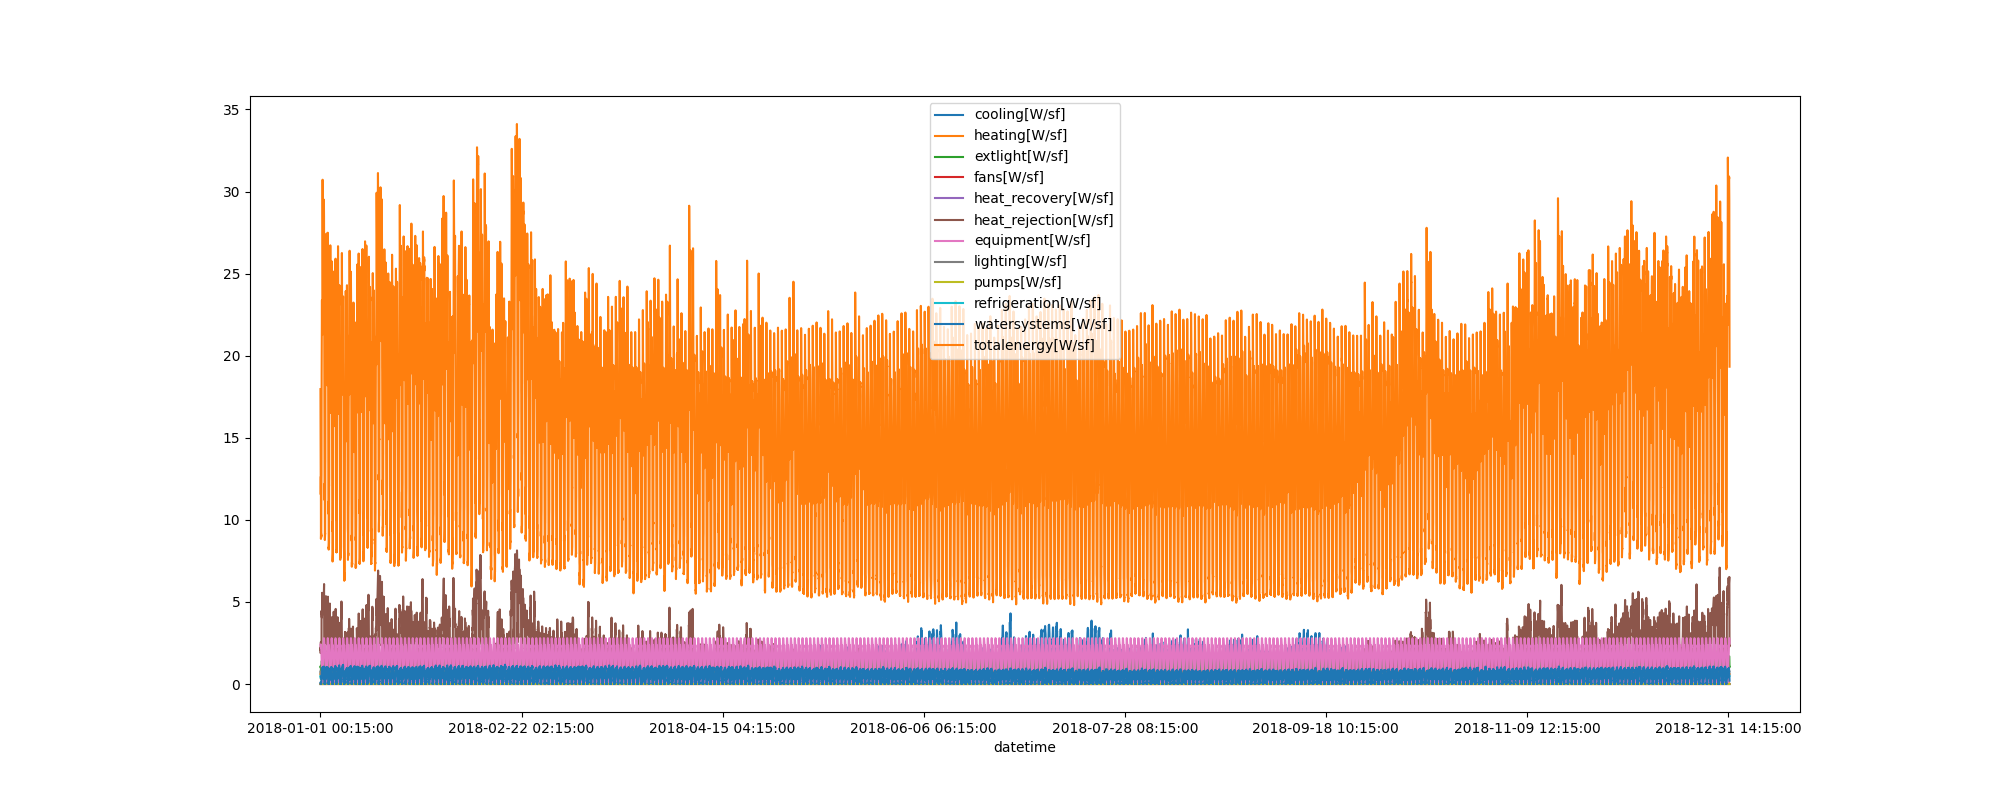 35
30
25
20
15
10
5
0
cooling[W/sf]
heating[W/sf]
extlight[W/sf]
fans[W/sf]
heat_recovery[W/sf]
heat_rejection[W/sf]
equipment[W/sf]
lighting[W/sf]
pumps[W/sf]
refrigeration[W/sf]
watersystems[W/sf]
totalenergy[W/sf]
2018-01-01 00:15:00
2018-02-22 02:15:00
2018-04-15 04:15:00
2018-06-06 06:15:00
2018-07-28 08:15:00
2018-09-18 10:15:00
2018-11-09 12:15:00
2018-12-31 14:15:00
datetime